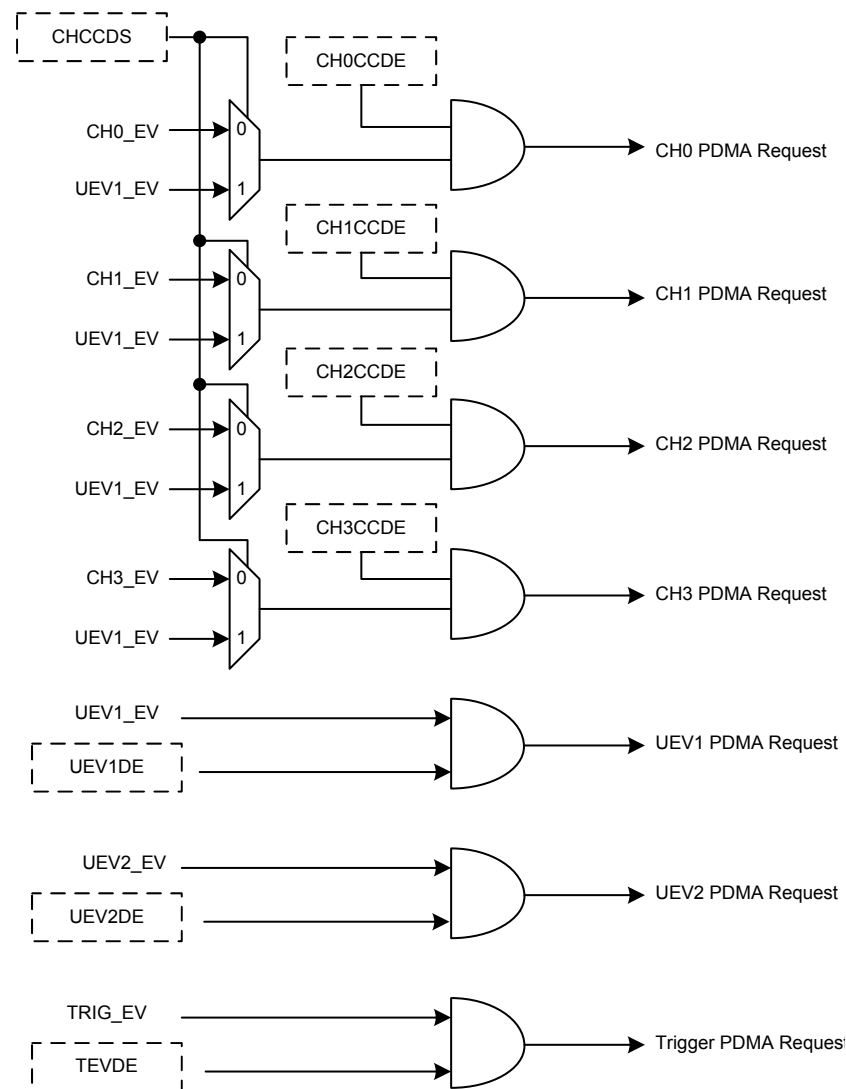 CHCCDS
CH0CCDE
CH0_EV
0
CH0 PDMA Request
UEV1_EV
1
CH1CCDE
CH1_EV
0
CH1 PDMA Request
UEV1_EV
1
CH2CCDE
CH2_EV
0
CH2 PDMA Request
UEV1_EV
1
CH3CCDE
CH3_EV
0
CH3 PDMA Request
UEV1_EV
1
UEV1_EV
UEV1 PDMA Request
UEV1DE
UEV2_EV
UEV2 PDMA Request
UEV2DE
TRIG_EV
Trigger PDMA Request
TEVDE